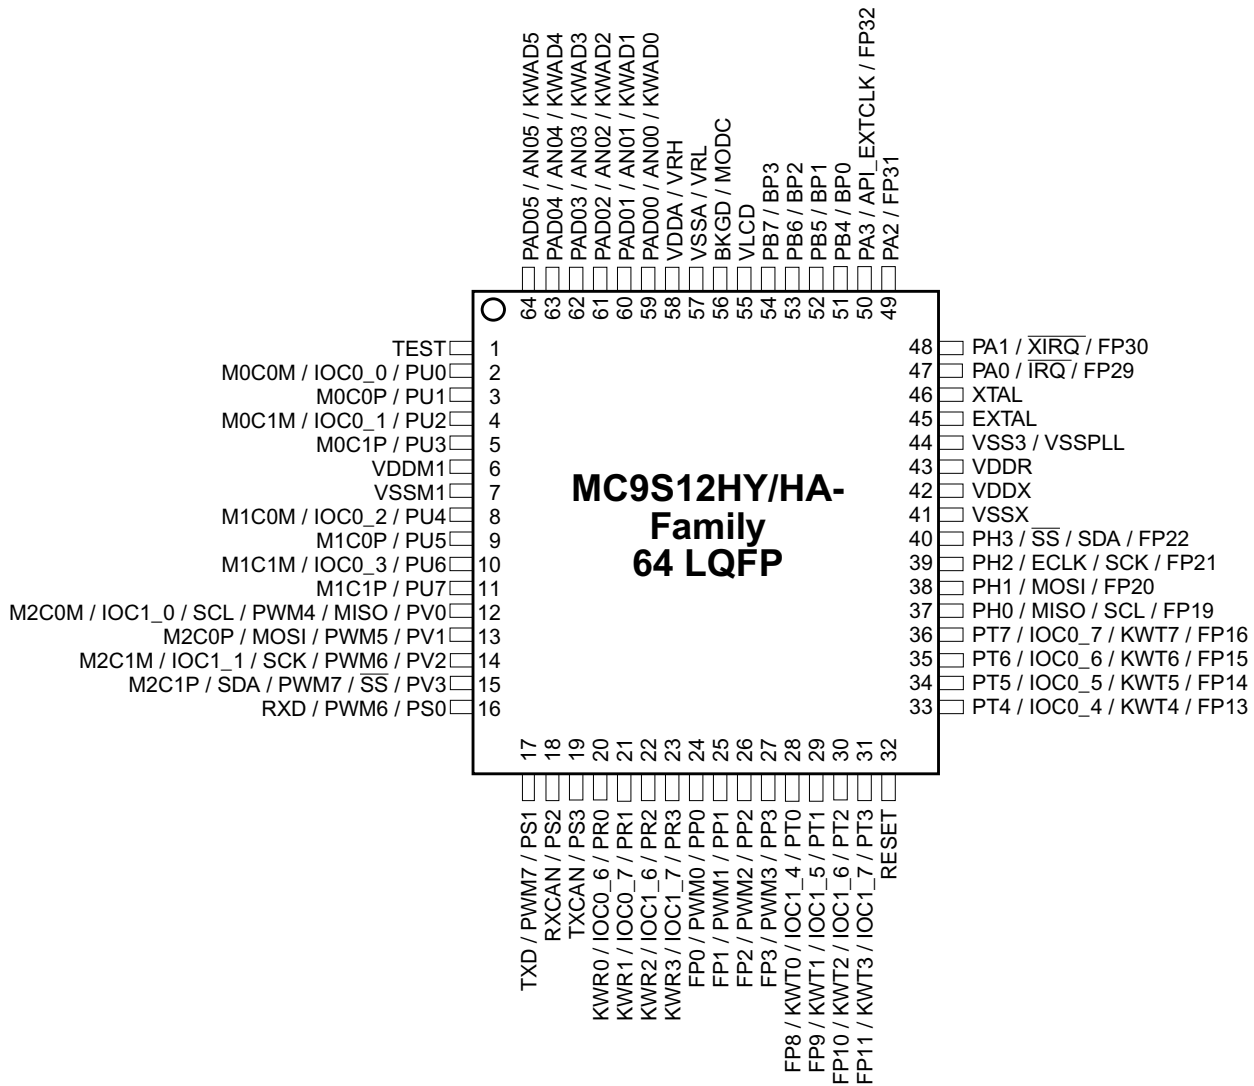 PAD05 / AN05 / KWAD5
PAD04 / AN04 / KWAD4
PAD03 / AN03 / KWAD3
PAD02 / AN02 / KWAD2
PAD01 / AN01 / KWAD1
PAD00 / AN00 / KWAD0
VDDA / VRH
VSSA / VRL
BKGD / MODC
VLCD
PB7 / BP3
PB6 / BP2
PB5 / BP1
PB4 / BP0
PA3 / API_EXTCLK / FP32
PA2 / FP31
64 63 62 61 60 59 58 57 56 55 54 53 52 51 50 49
TEST 1
M0C0M / IOC0_0 / PU0 2
M0C0P / PU1 3
M0C1M / IOC0_1 / PU2 4
M0C1P / PU3 5
VDDM1 6
VSSM1 7
M1C0M / IOC0_2 / PU4 8
M1C0P / PU5 9
M1C1M / IOC0_3 / PU6 10
M1C1P / PU7 11
M2C0M / IOC1_0 / SCL / PWM4 / MISO / PV0 12
M2C0P / MOSI / PWM5 / PV1 13
M2C1M / IOC1_1 / SCK / PWM6 / PV2 14
M2C1P / SDA / PWM7 / SS / PV3 15
RXD / PWM6 / PS0 16
MC9S12HY/HA-
Family
64 LQFP
48 PA1 / XIRQ / FP30
47 PA0 / IRQ / FP29
46 XTAL
45 EXTAL
44 VSS3 / VSSPLL
43 VDDR
42 VDDX
41 VSSX
40 PH3 / SS / SDA / FP22
39 PH2 / ECLK / SCK / FP21
38 PH1 / MOSI / FP20
37 PH0 / MISO / SCL / FP19
36 PT7 / IOC0_7 / KWT7 / FP16
35 PT6 / IOC0_6 / KWT6 / FP15
34 PT5 / IOC0_5 / KWT5 / FP14
33 PT4 / IOC0_4 / KWT4 / FP13
17 18 19 20 21 22 23 24 25 26 27 28 29 30 31 32
TXD / PWM7 / PS1
RXCAN / PS2
TXCAN / PS3
KWR0 / IOC0_6 / PR0
KWR1 / IOC0_7 / PR1
KWR2 / IOC1_6 / PR2
KWR3 / IOC1_7 / PR3
FP0 / PWM0 / PP0
FP1 / PWM1 / PP1
FP2 / PWM2 / PP2
FP3 / PWM3 / PP3
FP8 / KWT0 / IOC1_4 / PT0
FP9 / KWT1 / IOC1_5 / PT1
FP10 / KWT2 / IOC1_6 / PT2
FP11 / KWT3 / IOC1_7 / PT3
RESET